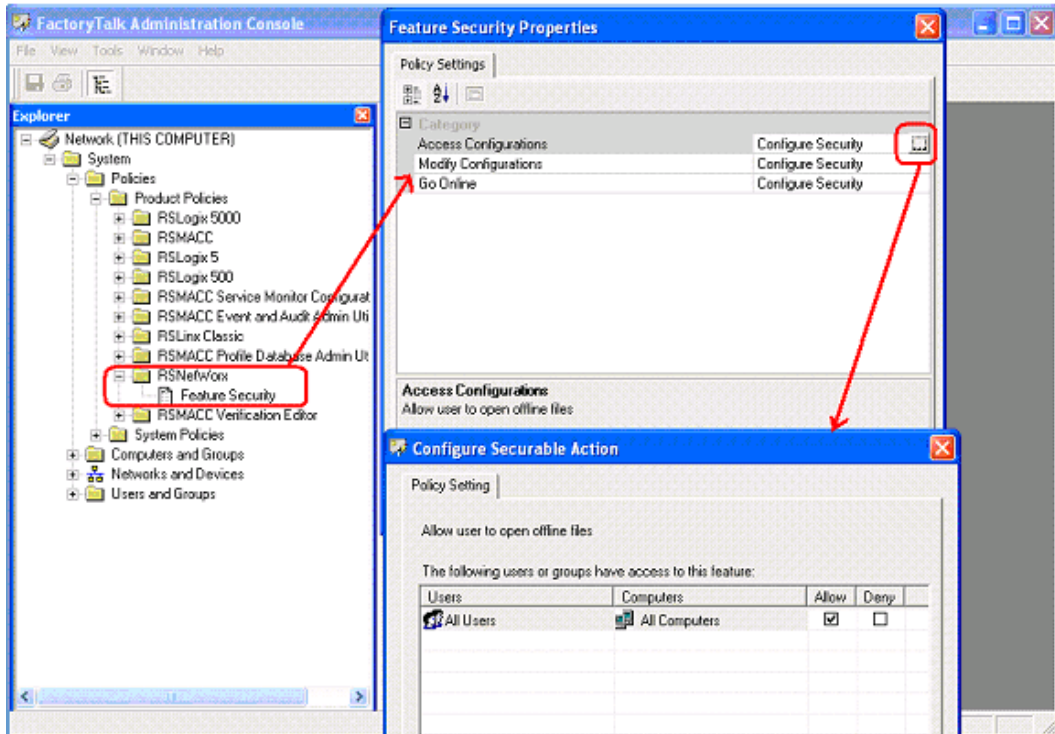 FactoryTalk Administration Console
File View Tools Window Help
Explorer
Network (THIS COMPUTER)
System
Policies
Product Policies
RSLogix 5000
RSMACC
RSLogix 5
RSLogix 500
RSMACC Service Monitor Configurat
RSMACC Event and Audit Admin Uti
RSLinx Classic
RSMACC Profile Database Admin Ut
RSNetWorx
Feature Security
RSMACC Verification Editor
System Policies
Computers and Groups
Networks and Devices
Users and Groups
Feature Security Properties
Policy Settings
Category
Access Configurations Configure Security
Modify Configurations Configure Security
Go Online Configure Security
Access Configurations
Allow user to open offline files
Configure Securable Action
Policy Setting
Allow user to open offline files
The following users or groups have access to this feature:
Users Computers Allow Deny
All Users All Computers